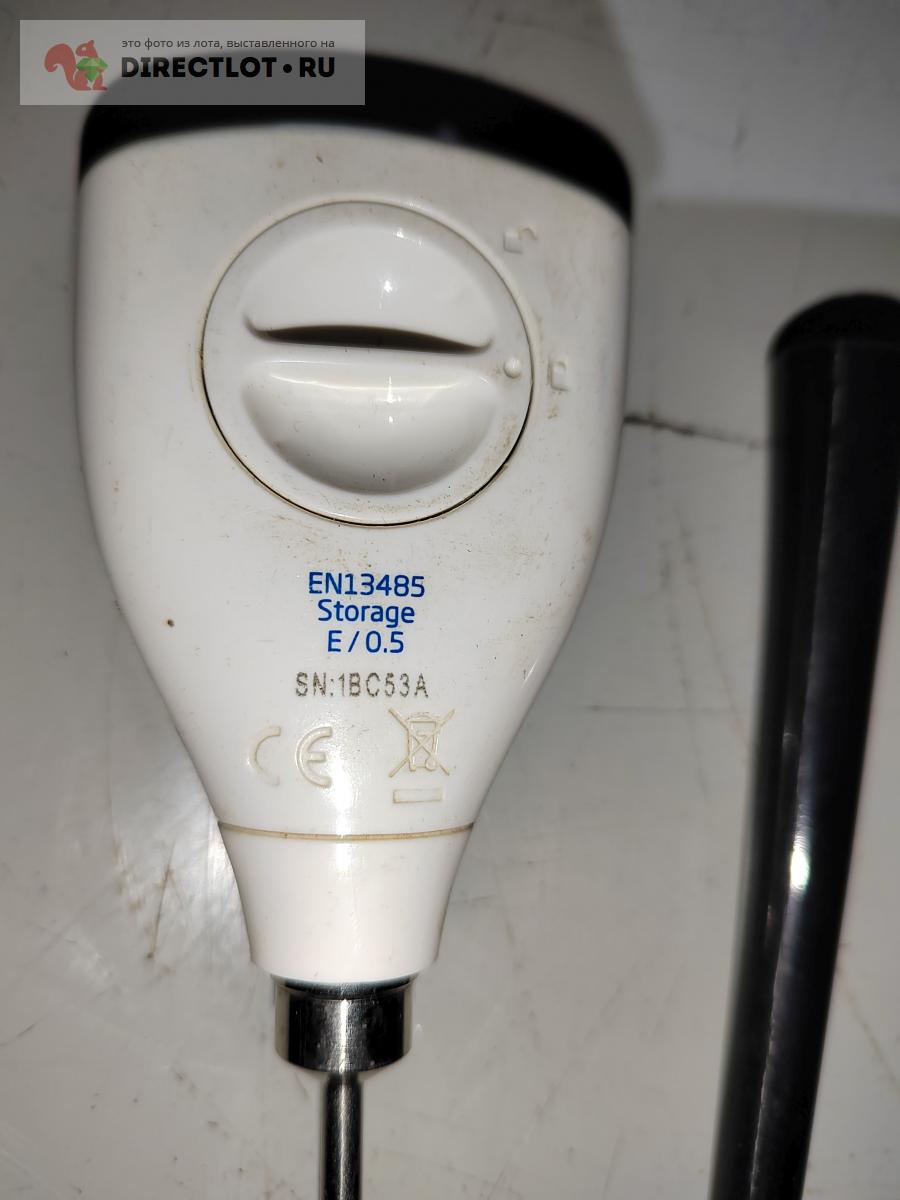 это фото из лота, выставленного на
DIRECTLOT•RU
EN13485
Storage
E / 0.5
SN:1BC53A
CE